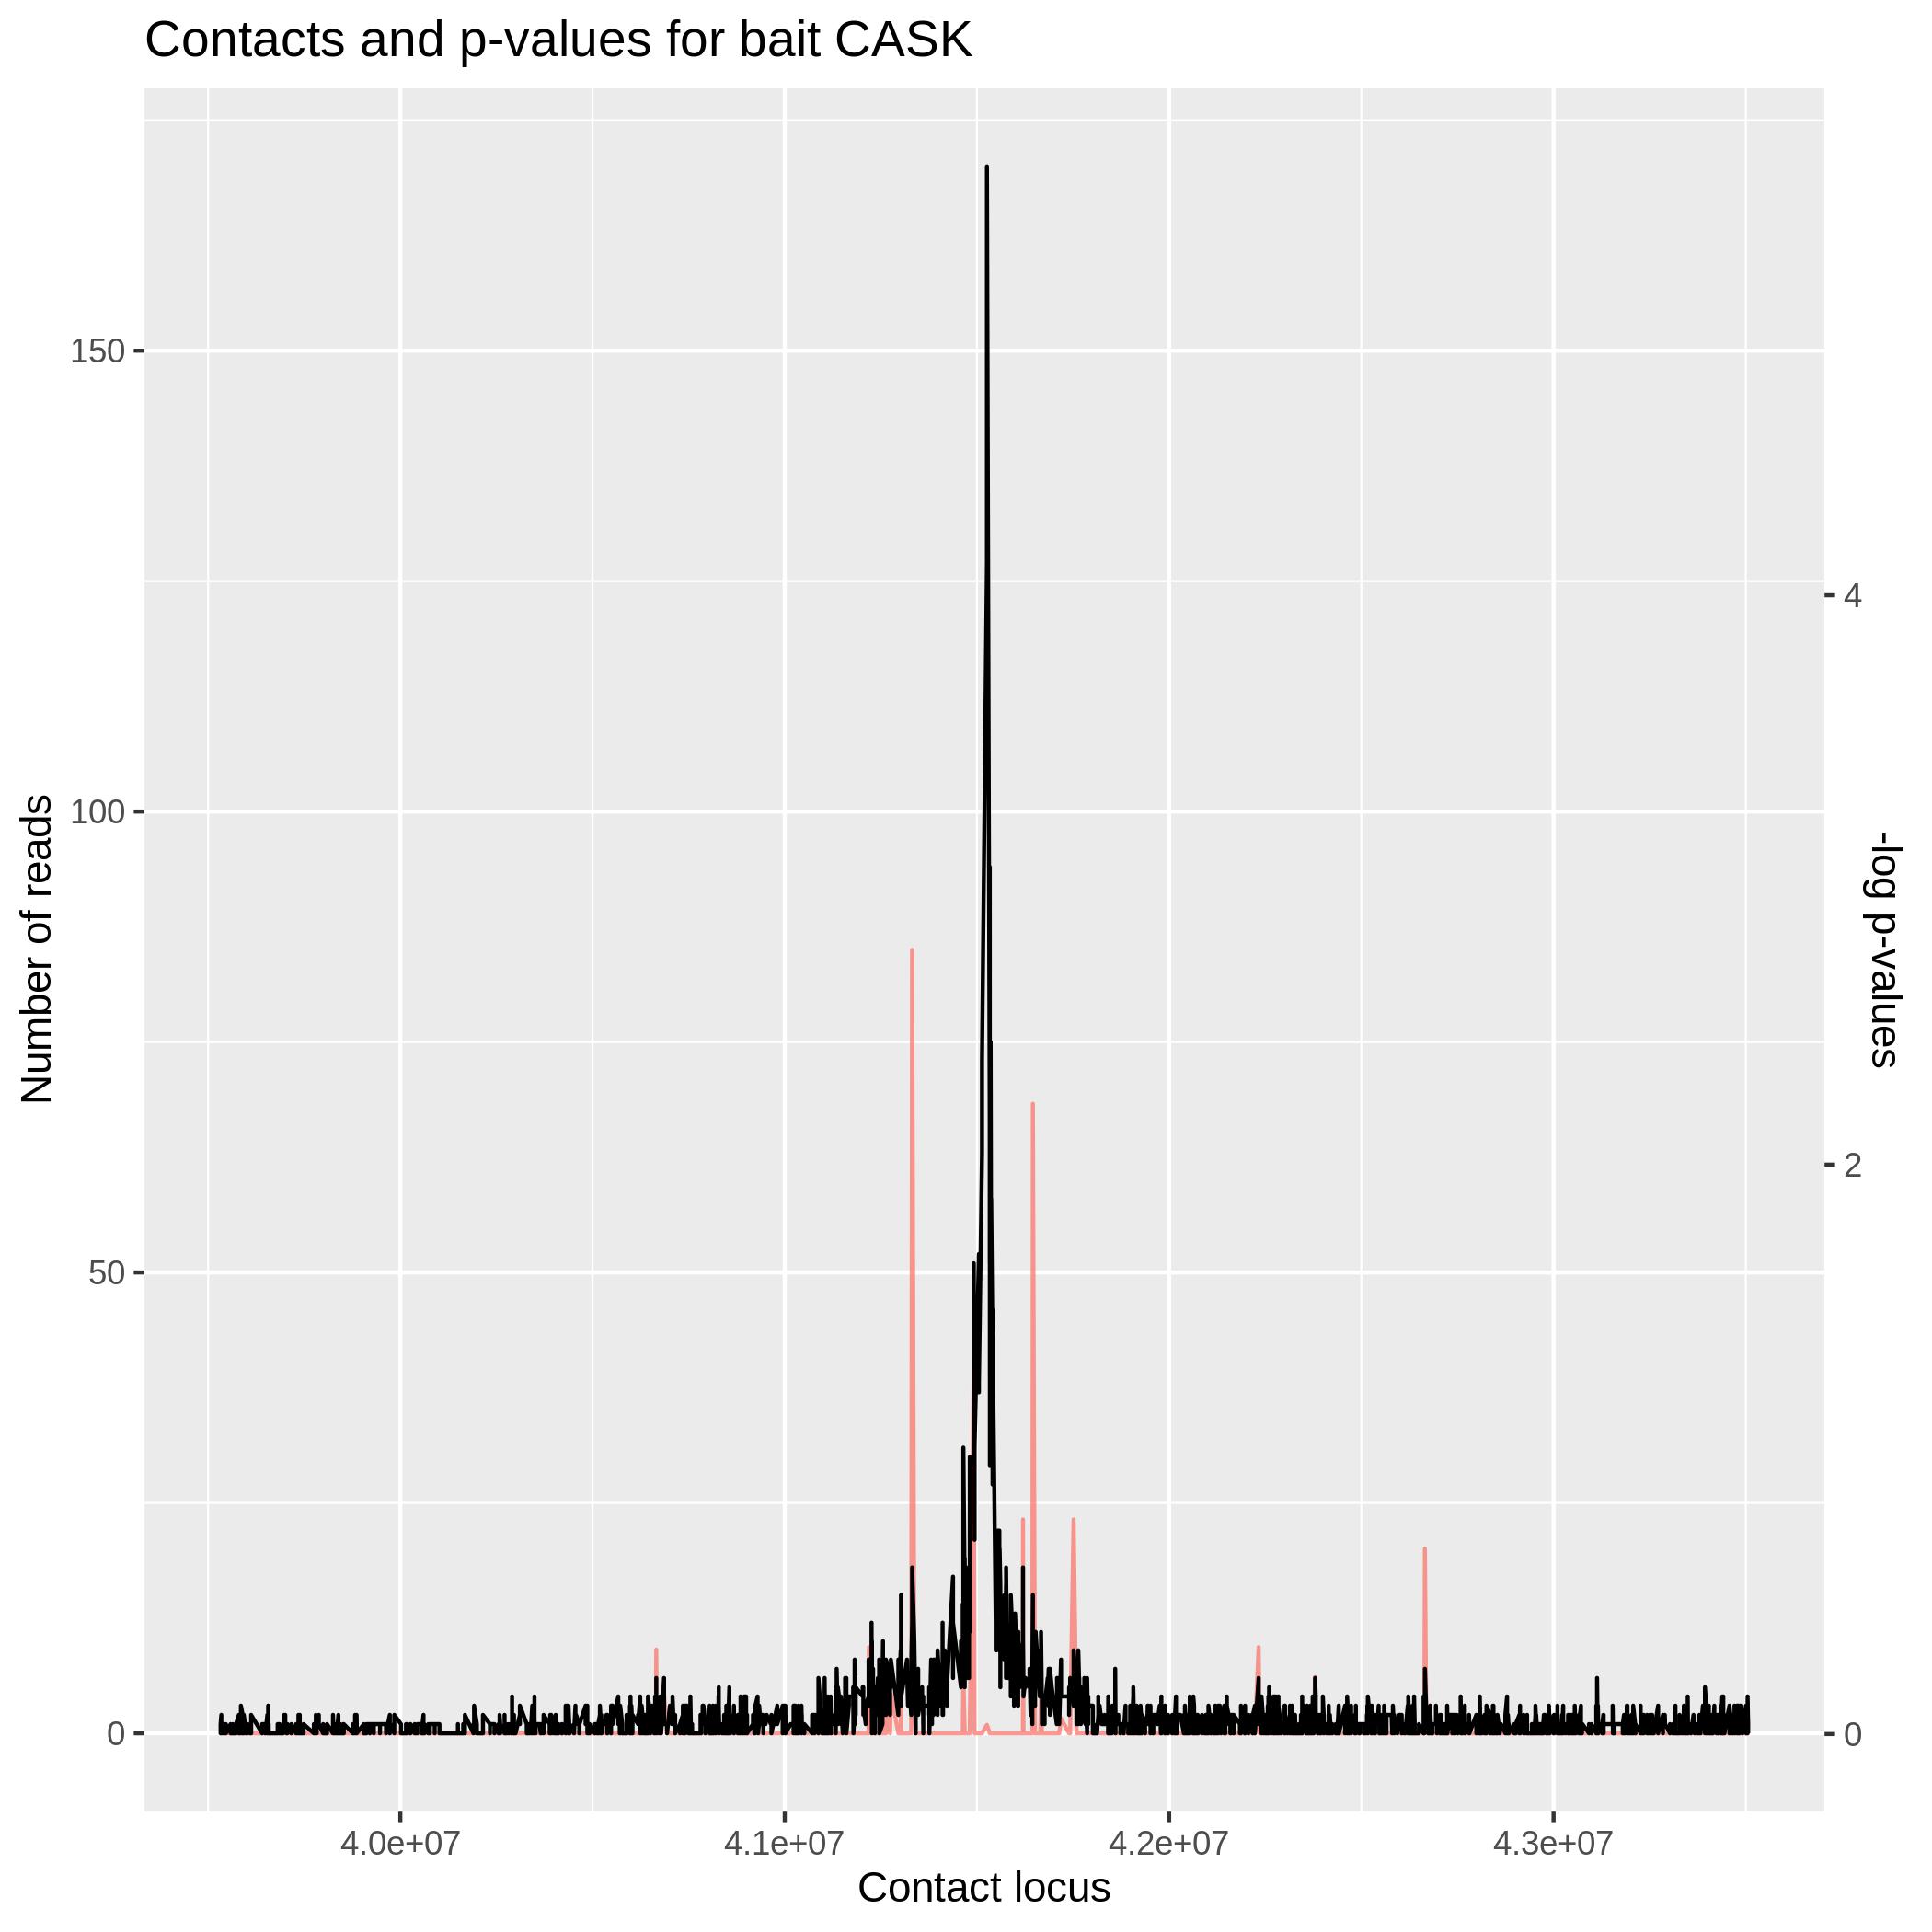 Contacts and p-values for bait CASK
150
100
50
0
4
2
0
Number of reads
-log p-values
4.0e+07
4.1e+07
4.2e+07
4.3e+07
Contact locus